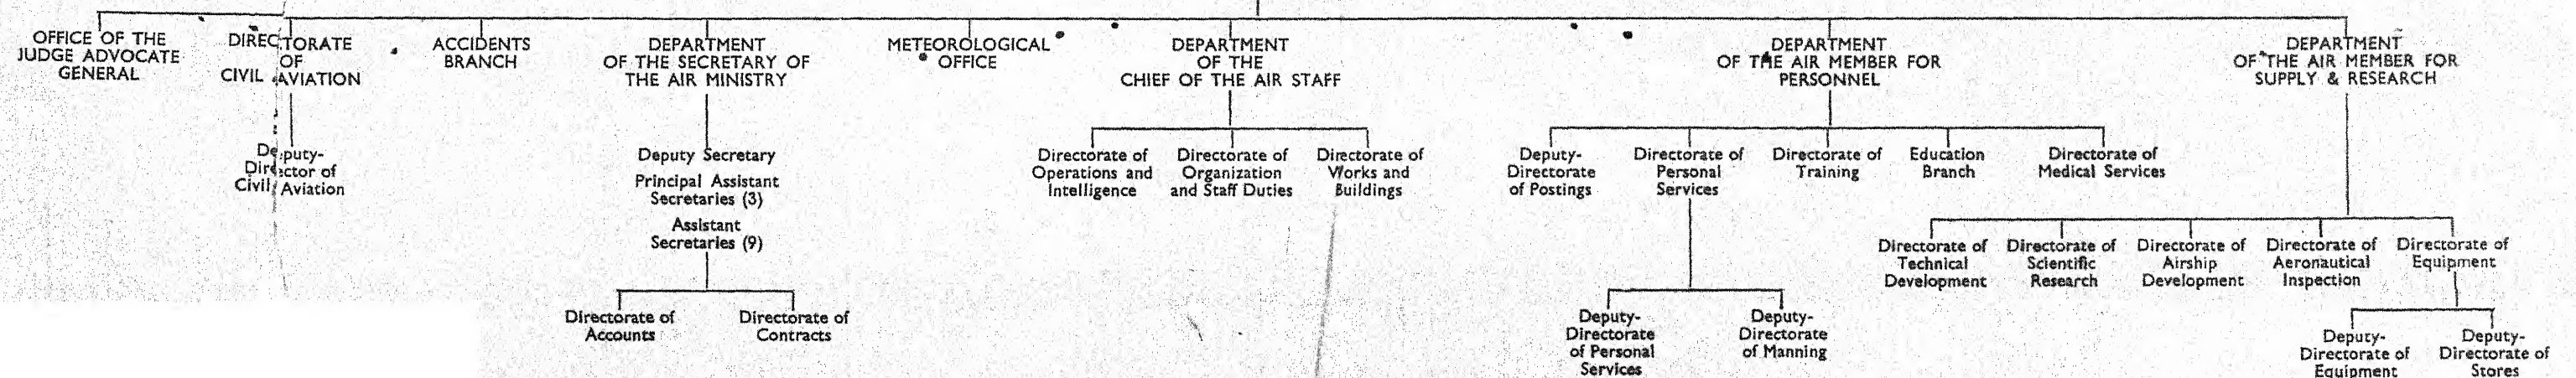 OFFICE OF THE
JUDGE ADVOCATE
GENERAL
DIRECTORATE
OF
CIVIL AVIATION
ACCIDENTS
BRANCH
DEPARTMENT
OF THE SECRETARY OF
THE AIR MINISTRY
METEOROLOGICAL
OFFICE
DEPARTMENT
OF THE
CHIEF OF THE AIR STAFF
DEPARTMENT
OF THE AIR MEMBER FOR
PERSONNEL
DEPARTMENT
OF THE AIR MEMBER FOR
SUPPLY & RESEARCH
Deputy-
Director of
Civil Aviation
Deputy Secretary
Principal Assistant
Secretaries (3)
Assistant
Secretaries (9)
Directorate of
Accounts
Directorate of
Contracts
Directorate of
Operations and
Intelligence
Directorate of
Organization
and Staff Duties
Directorate of
Works and
Buildings
Deputy-
Directorate
of Postings
Directorate of
Personal
Services
Directorate of
Training
Education
Branch
Directorate of
Medical Services
Deputy-
Directorate
of Personal
Services
Deputy-
Directorate
of Manning
Directorate of
Technical
Development
Directorate of
Scientific
Research
Directorate of
Airship
Development
Directorate of
Aeronautical
Inspection
Directorate of
Equipment
Deputy-
Directorate of
Equipment
Deputy-
Directorate of
Stores